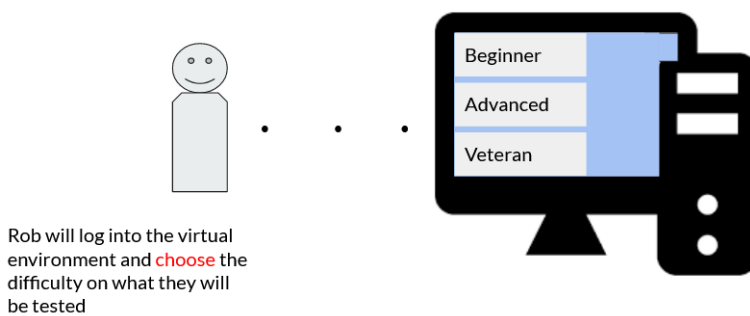 Beginner
Advanced
Veteran
Rob will log into the virtual
environment and choose the
difficulty on what they will
be tested